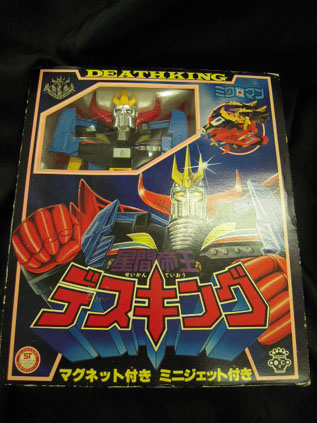 DEATHKING
ミクロマン
星間帝王
せいかん ていおう
デスキング
ST
マグネット付き ミニジェット付き